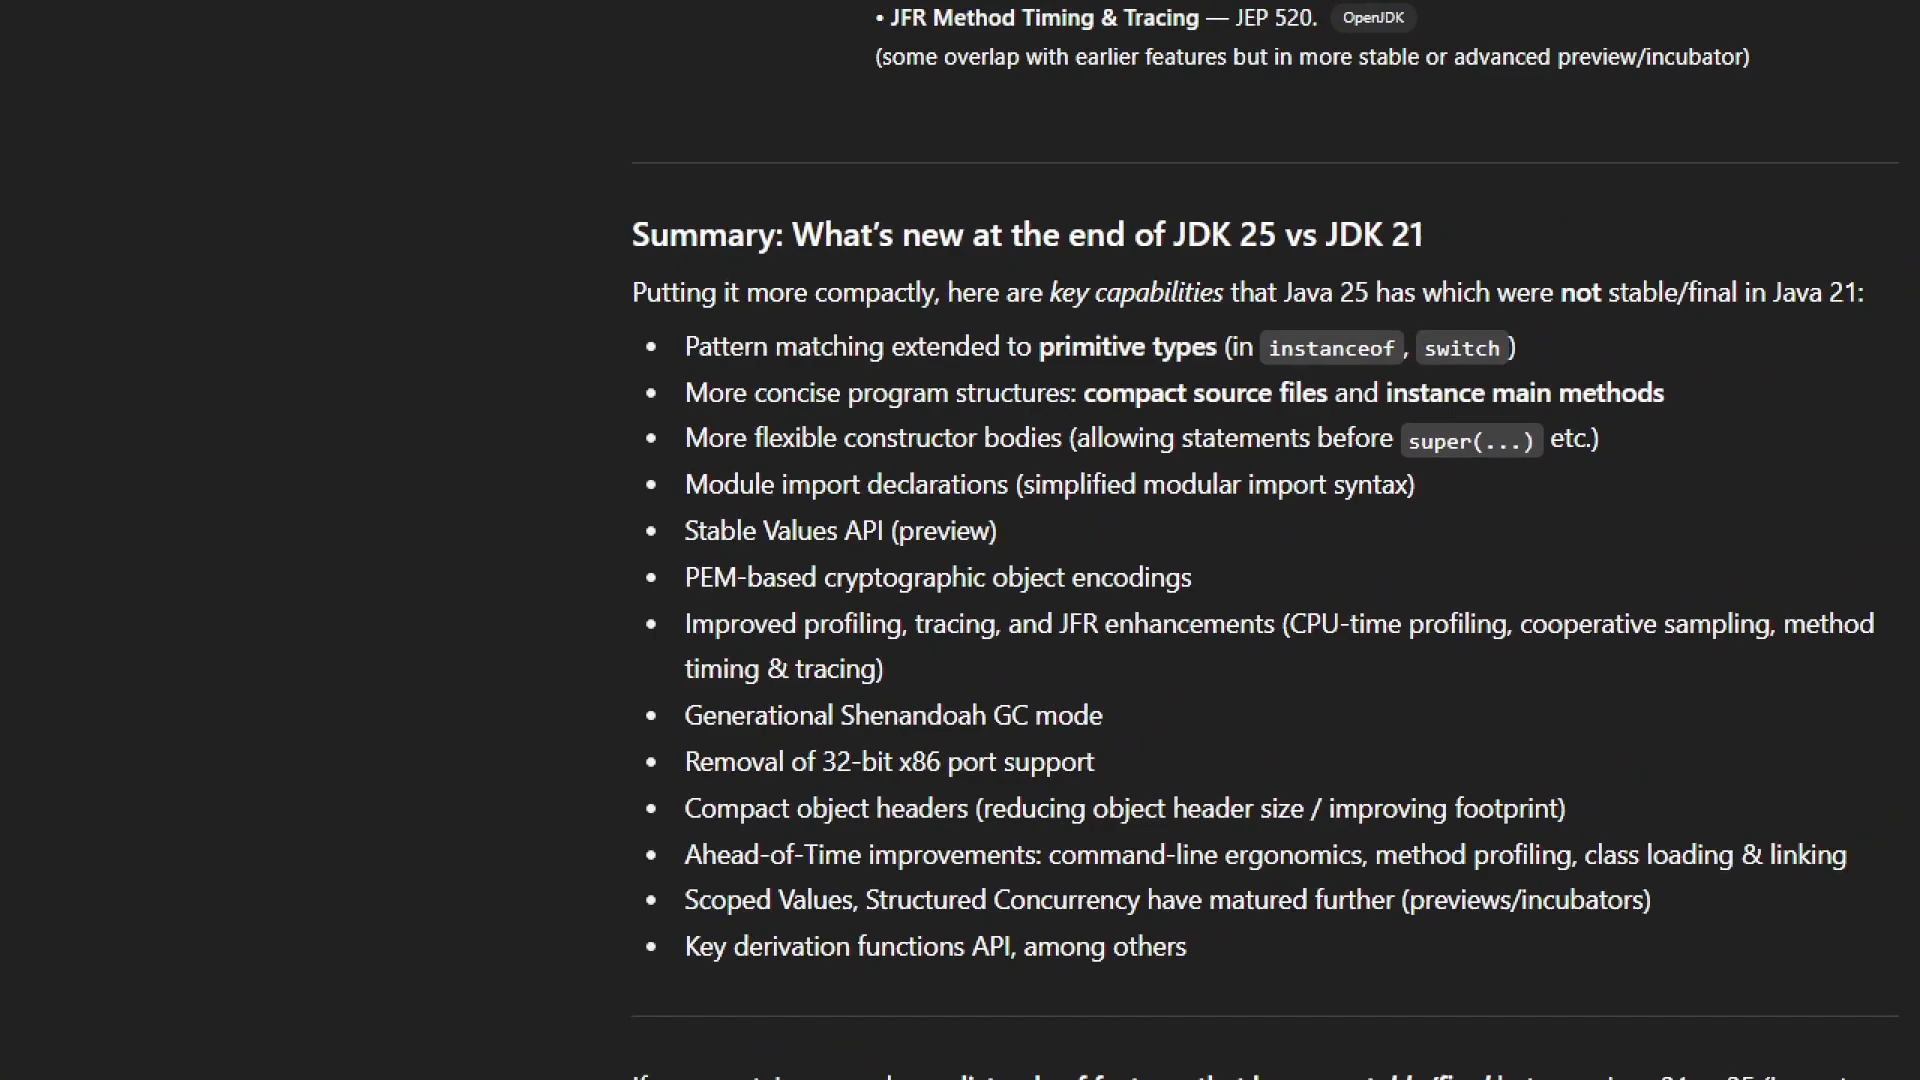 • JFR Method Timing & Tracing — JEP 520. OpenJDK
(some overlap with earlier features but in more stable or advanced preview/incubator)
Summary: What's new at the end of JDK 25 vs JDK 21
Putting it more compactly, here are key capabilities that Java 25 has which were not stable/final in Java 21:
• Pattern matching extended to primitive types (in instanceof, switch)
• More concise program structures: compact source files and instance main methods
• More flexible constructor bodies (allowing statements before super(...) etc.)
• Module import declarations (simplified modular import syntax)
• Stable Values API (preview)
• PEM-based cryptographic object encodings
• Improved profiling, tracing, and JFR enhancements (CPU-time profiling, cooperative sampling, method
timing & tracing)
• Generational Shenandoah GC mode
• Removal of 32-bit x86 port support
• Compact object headers (reducing object header size / improving footprint)
• Ahead-of-Time improvements: command-line ergonomics, method profiling, class loading & linking
• Scoped Values, Structured Concurrency have matured further (previews/incubators)
• Key derivation functions API, among others